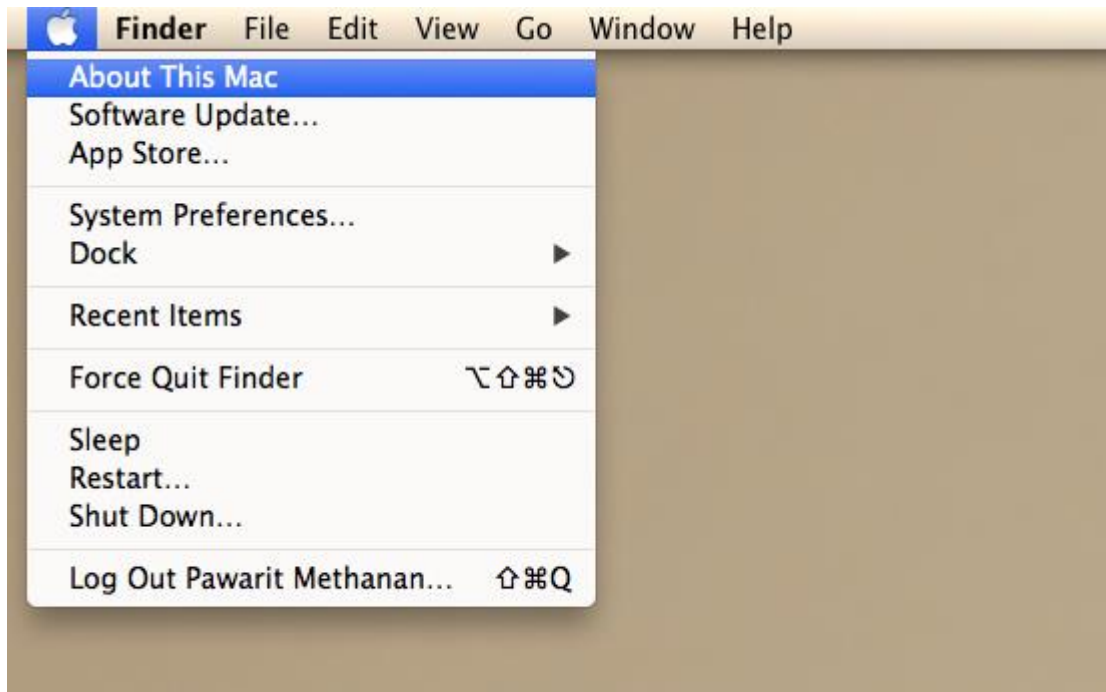 Finder File Edit View Go Window Help
About This Mac
Software Update...
App Store...
System Preferences...
Dock ▶
Recent Items ▶
Force Quit Finder ⌥⇧⌘⎋
Sleep
Restart...
Shut Down...
Log Out Pawarit Methanan... ⇧⌘Q